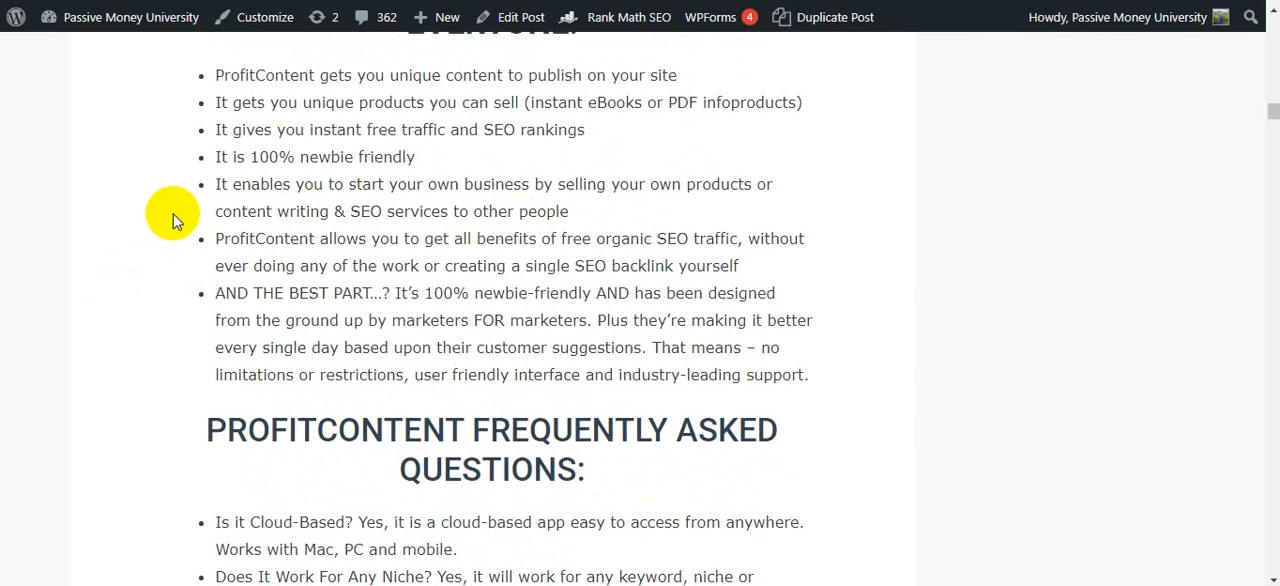 Passive Money University Customize 2 362 New Edit Post Rank Math SEO WPForms 4 Duplicate Post Howdy, Passive Money University
EVERYONE:
ProfitContent gets you unique content to publish on your site
It gets you unique products you can sell (instant eBooks or PDF infoproducts)
It gives you instant free traffic and SEO rankings
It is 100% newbie friendly
It enables you to start your own business by selling your own products or
content writing & SEO services to other people
ProfitContent allows you to get all benefits of free organic SEO traffic, without
ever doing any of the work or creating a single SEO backlink yourself
AND THE BEST PART…? It’s 100% newbie-friendly AND has been designed
from the ground up by marketers FOR marketers. Plus they’re making it better
every single day based upon their customer suggestions. That means – no
limitations or restrictions, user friendly interface and industry-leading support.
PROFITCONTENT FREQUENTLY ASKED
QUESTIONS:
Is it Cloud-Based? Yes, it is a cloud-based app easy to access from anywhere.
Works with Mac, PC and mobile.
Does It Work For Any Niche? Yes, it will work for any keyword, niche or